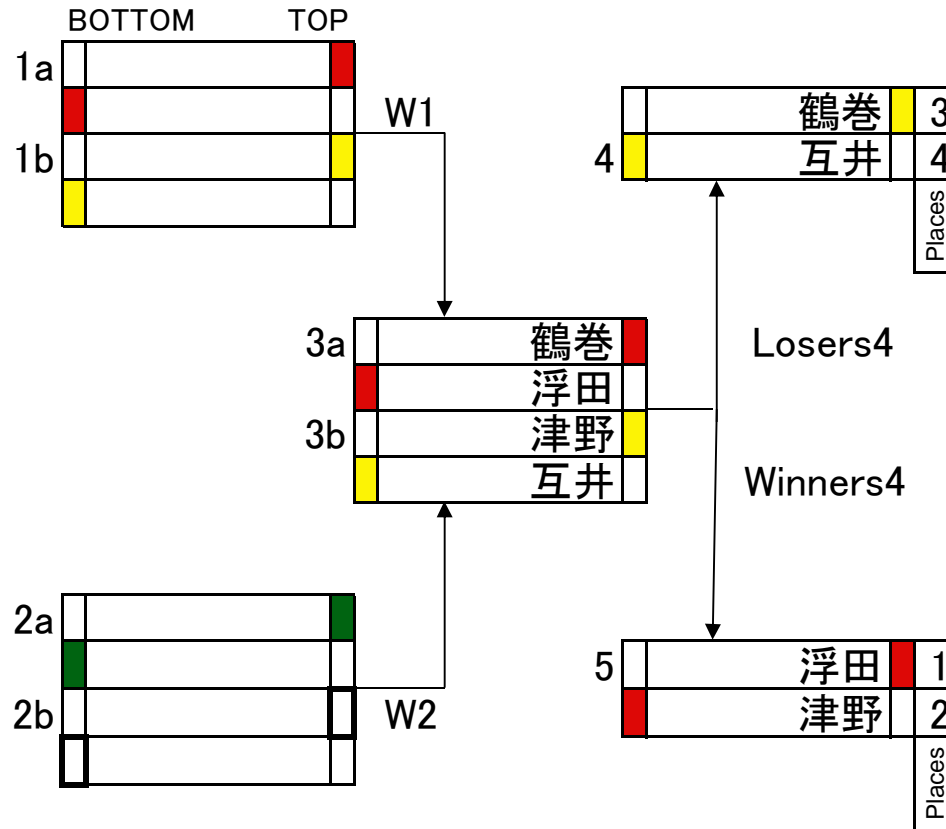 BOTTOM TOP
1a
W1
1b
鶴巻 3
4 互井 4
Places
3a 鶴巻
浮田
3b 津野
互井
Losers4
Winners4
2a
2b W2
5 浮田 1
津野 2
Places